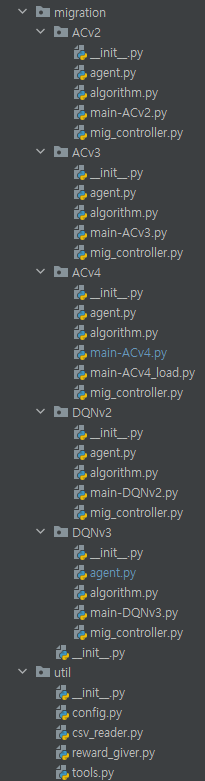 migration
ACv2
__init__.py
agent.py
algorithm.py
main-ACv2.py
mig_controller.py
ACv3
__init__.py
agent.py
algorithm.py
main-ACv3.py
mig_controller.py
ACv4
__init__.py
agent.py
algorithm.py
main-ACv4.py
main-ACv4_load.py
mig_controller.py
DQNv2
__init__.py
agent.py
algorithm.py
main-DQNv2.py
mig_controller.py
DQNv3
__init__.py
agent.py
algorithm.py
main-DQNv3.py
mig_controller.py
__init__.py
util
__init__.py
config.py
csv_reader.py
reward_giver.py
tools.py